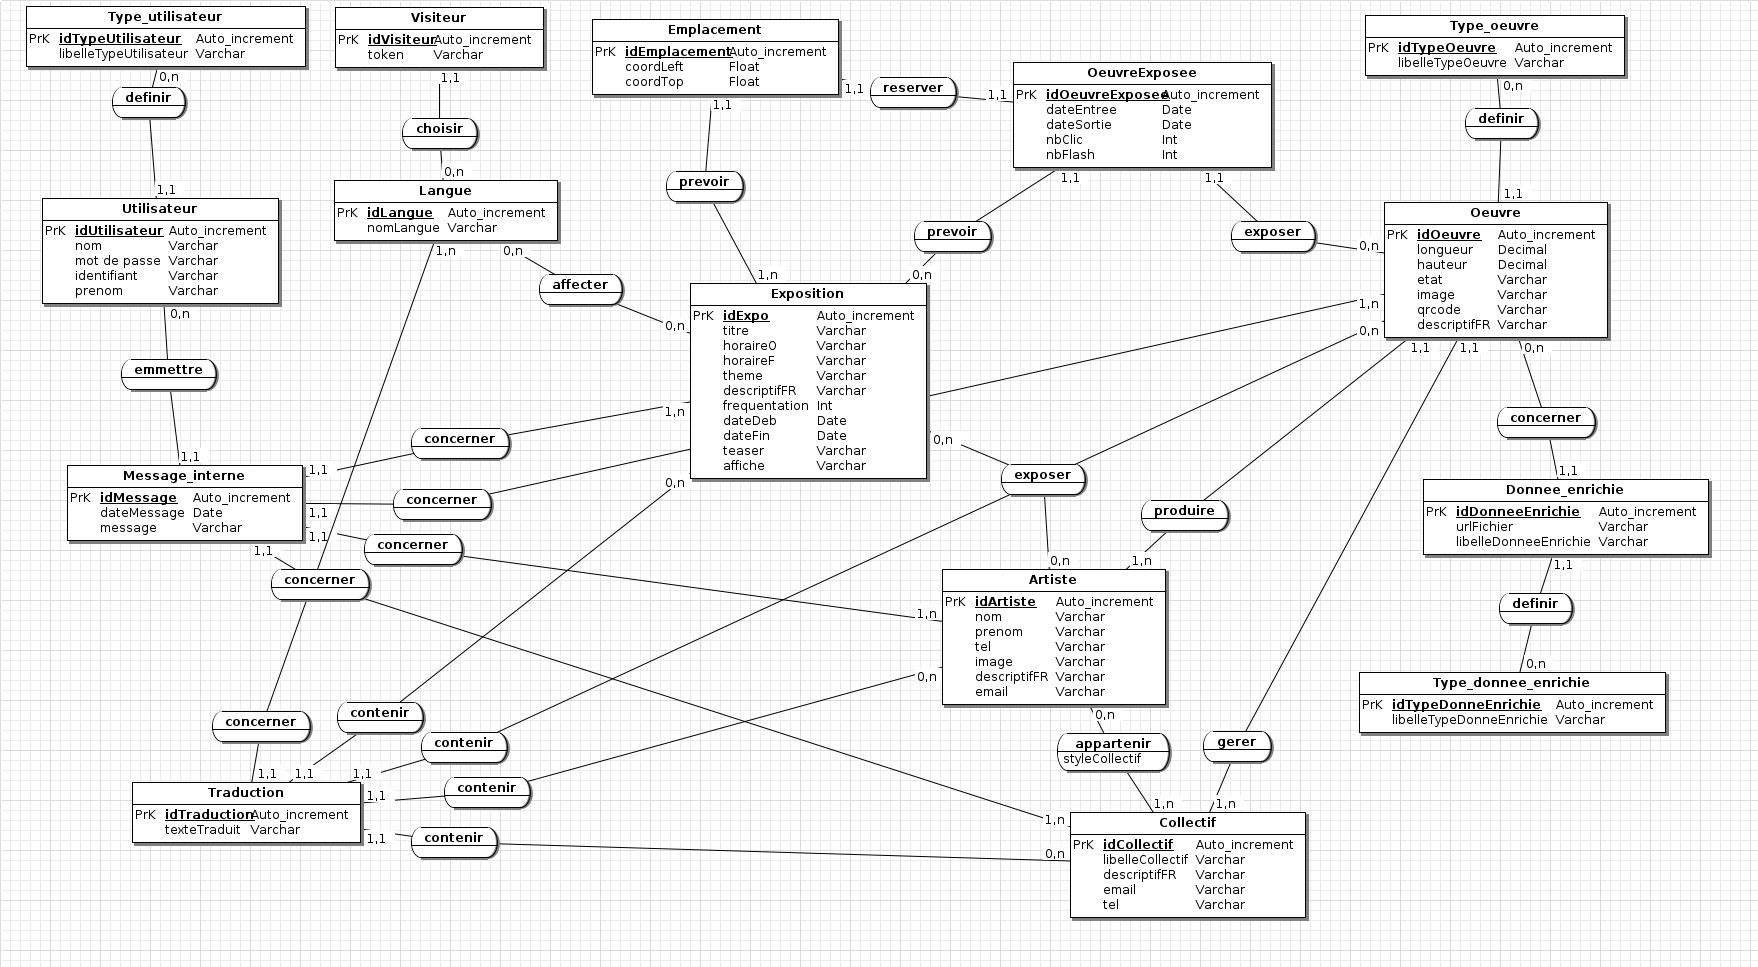 Type_utilisateur
PrK idTypeUtilisateur Auto_increment
libelleTypeUtilisateur Varchar
0,n
definir
1,1
Utilisateur
PrK idUtilisateur Auto_increment
nom Varchar
mot de passe Varchar
identifiant Varchar
prenom Varchar
0,n
emmettre
1,1
Message_interne
PrK idMessage Auto_increment
dateMessage Date
message Varchar
Visiteur
PrK idVisiteur Auto_increment
token Varchar
1,1
choisir
0,n
Langue
PrK idLangue Auto_increment
nomLangue Varchar
1,n
0,n
affecter
0,n
Emplacement
PrK idEmplacement Auto_increment
coordLeft Float
coordTop Float
1,1
reserver
1,1
1,1
prevoir
1,n
OeuvreExposee
PrK idOeuvreExposee Auto_increment
dateEntree Date
dateSortie Date
nbClic Int
nbFlash Int
1,1
prevoir
0,n
1,1
exposer
0,n
Type_oeuvre
PrK idTypeOeuvre Auto_increment
libelleTypeOeuvre Varchar
0,n
definir
1,1
Oeuvre
PrK idOeuvre Auto_increment
longueur Decimal
hauteur Decimal
etat Varchar
image Varchar
qrcode Varchar
descriptifFR Varchar
1,n
0,n
1,1
1,1
0,n
Exposition
PrK idExpo Auto_increment
titre Varchar
horaireO Varchar
horaireF Varchar
theme Varchar
descriptifFR Varchar
frequentation Int
dateDeb Date
dateFin Date
teaser Varchar
affiche Varchar
1,n
0,n
0,n
concerner
1,1
concerner
1,1
concerner
1,1
1,n
concerner
1,1
1,n
exposer
0,n
produire
1,n
concerner
1,1
Donnee_enrichie
PrK idDonneeEnrichie Auto_increment
urlFichier Varchar
libelleDonneeEnrichie Varchar
1,1
definir
0,n
Type_donnee_enrichie
PrK idTypeDonneEnrichie Auto_increment
libelleTypeDonneEnrichie Varchar
Artiste
PrK idArtiste Auto_increment
nom Varchar
prenom Varchar
tel Varchar
image Varchar
descriptifFR Varchar
email Varchar
0,n
0,n
appartenir
styleCollectif
1,n
gerer
1,n
concerner
1,1
contenir
1,1
contenir
1,1
contenir
1,1
contenir
1,1
0,n
Traduction
PrK idTraduction Auto_increment
texteTraduit Varchar
Collectif
PrK idCollectif Auto_increment
libelleCollectif Varchar
descriptifFR Varchar
email Varchar
tel Varchar